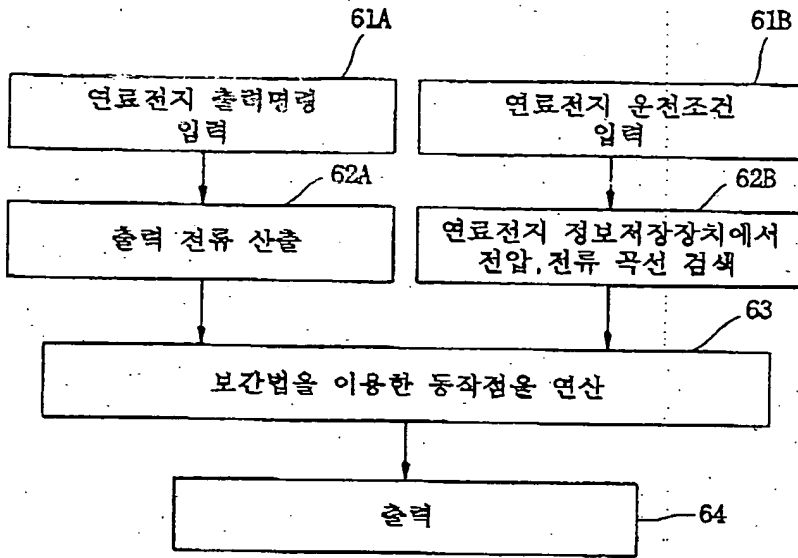 61A
61B
연료전지 출력명령
입력
연료전지 운전조건
입력
62A
62B
출력 전류 산출
연료전지 정보저장장치에서
전압,전류 곡선 검색
63
보간법을 이용한 동작점을 연산
출력
64